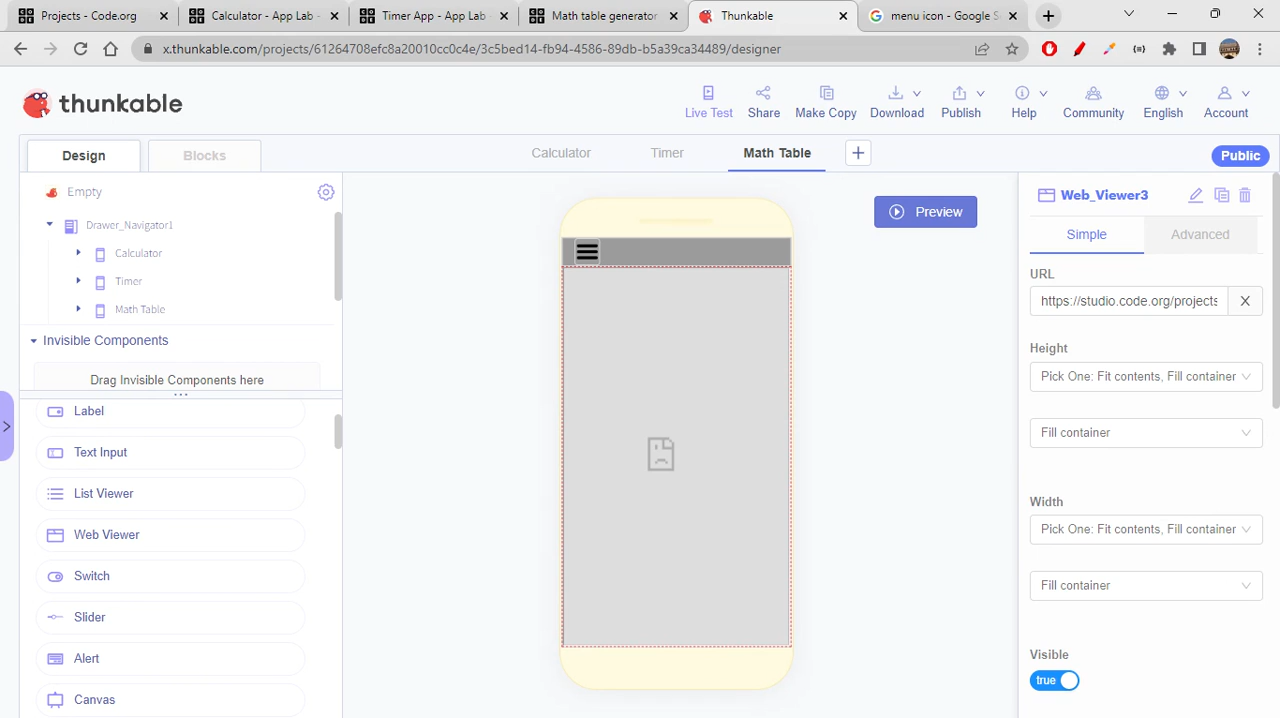 Projects - Code.org
Calculator - App Lab -
Timer App - App Lab -
Math table generator
Thunkable
menu icon - Google S
x.thunkable.com/projects/61264708efc8a20010cc0c4e/3c5bed14-fb94-4586-89db-b5a39ca34489/designer
thunkable
Live Test
Share
Make Copy
Download
Publish
Help
Community
English
Account
Design
Blocks
Calculator
Timer
Math Table
Public
Empty
Drawer_Navigator1
Calculator
Timer
Math Table
Invisible Components
Drag Invisible Components here
Label
Text Input
List Viewer
Web Viewer
Switch
Slider
Alert
Canvas
Preview
Web_Viewer3
Simple
Advanced
URL
https://studio.code.org/projects
Height
Pick One: Fit contents, Fill container
Fill container
Width
Pick One: Fit contents, Fill container
Fill container
Visible
true